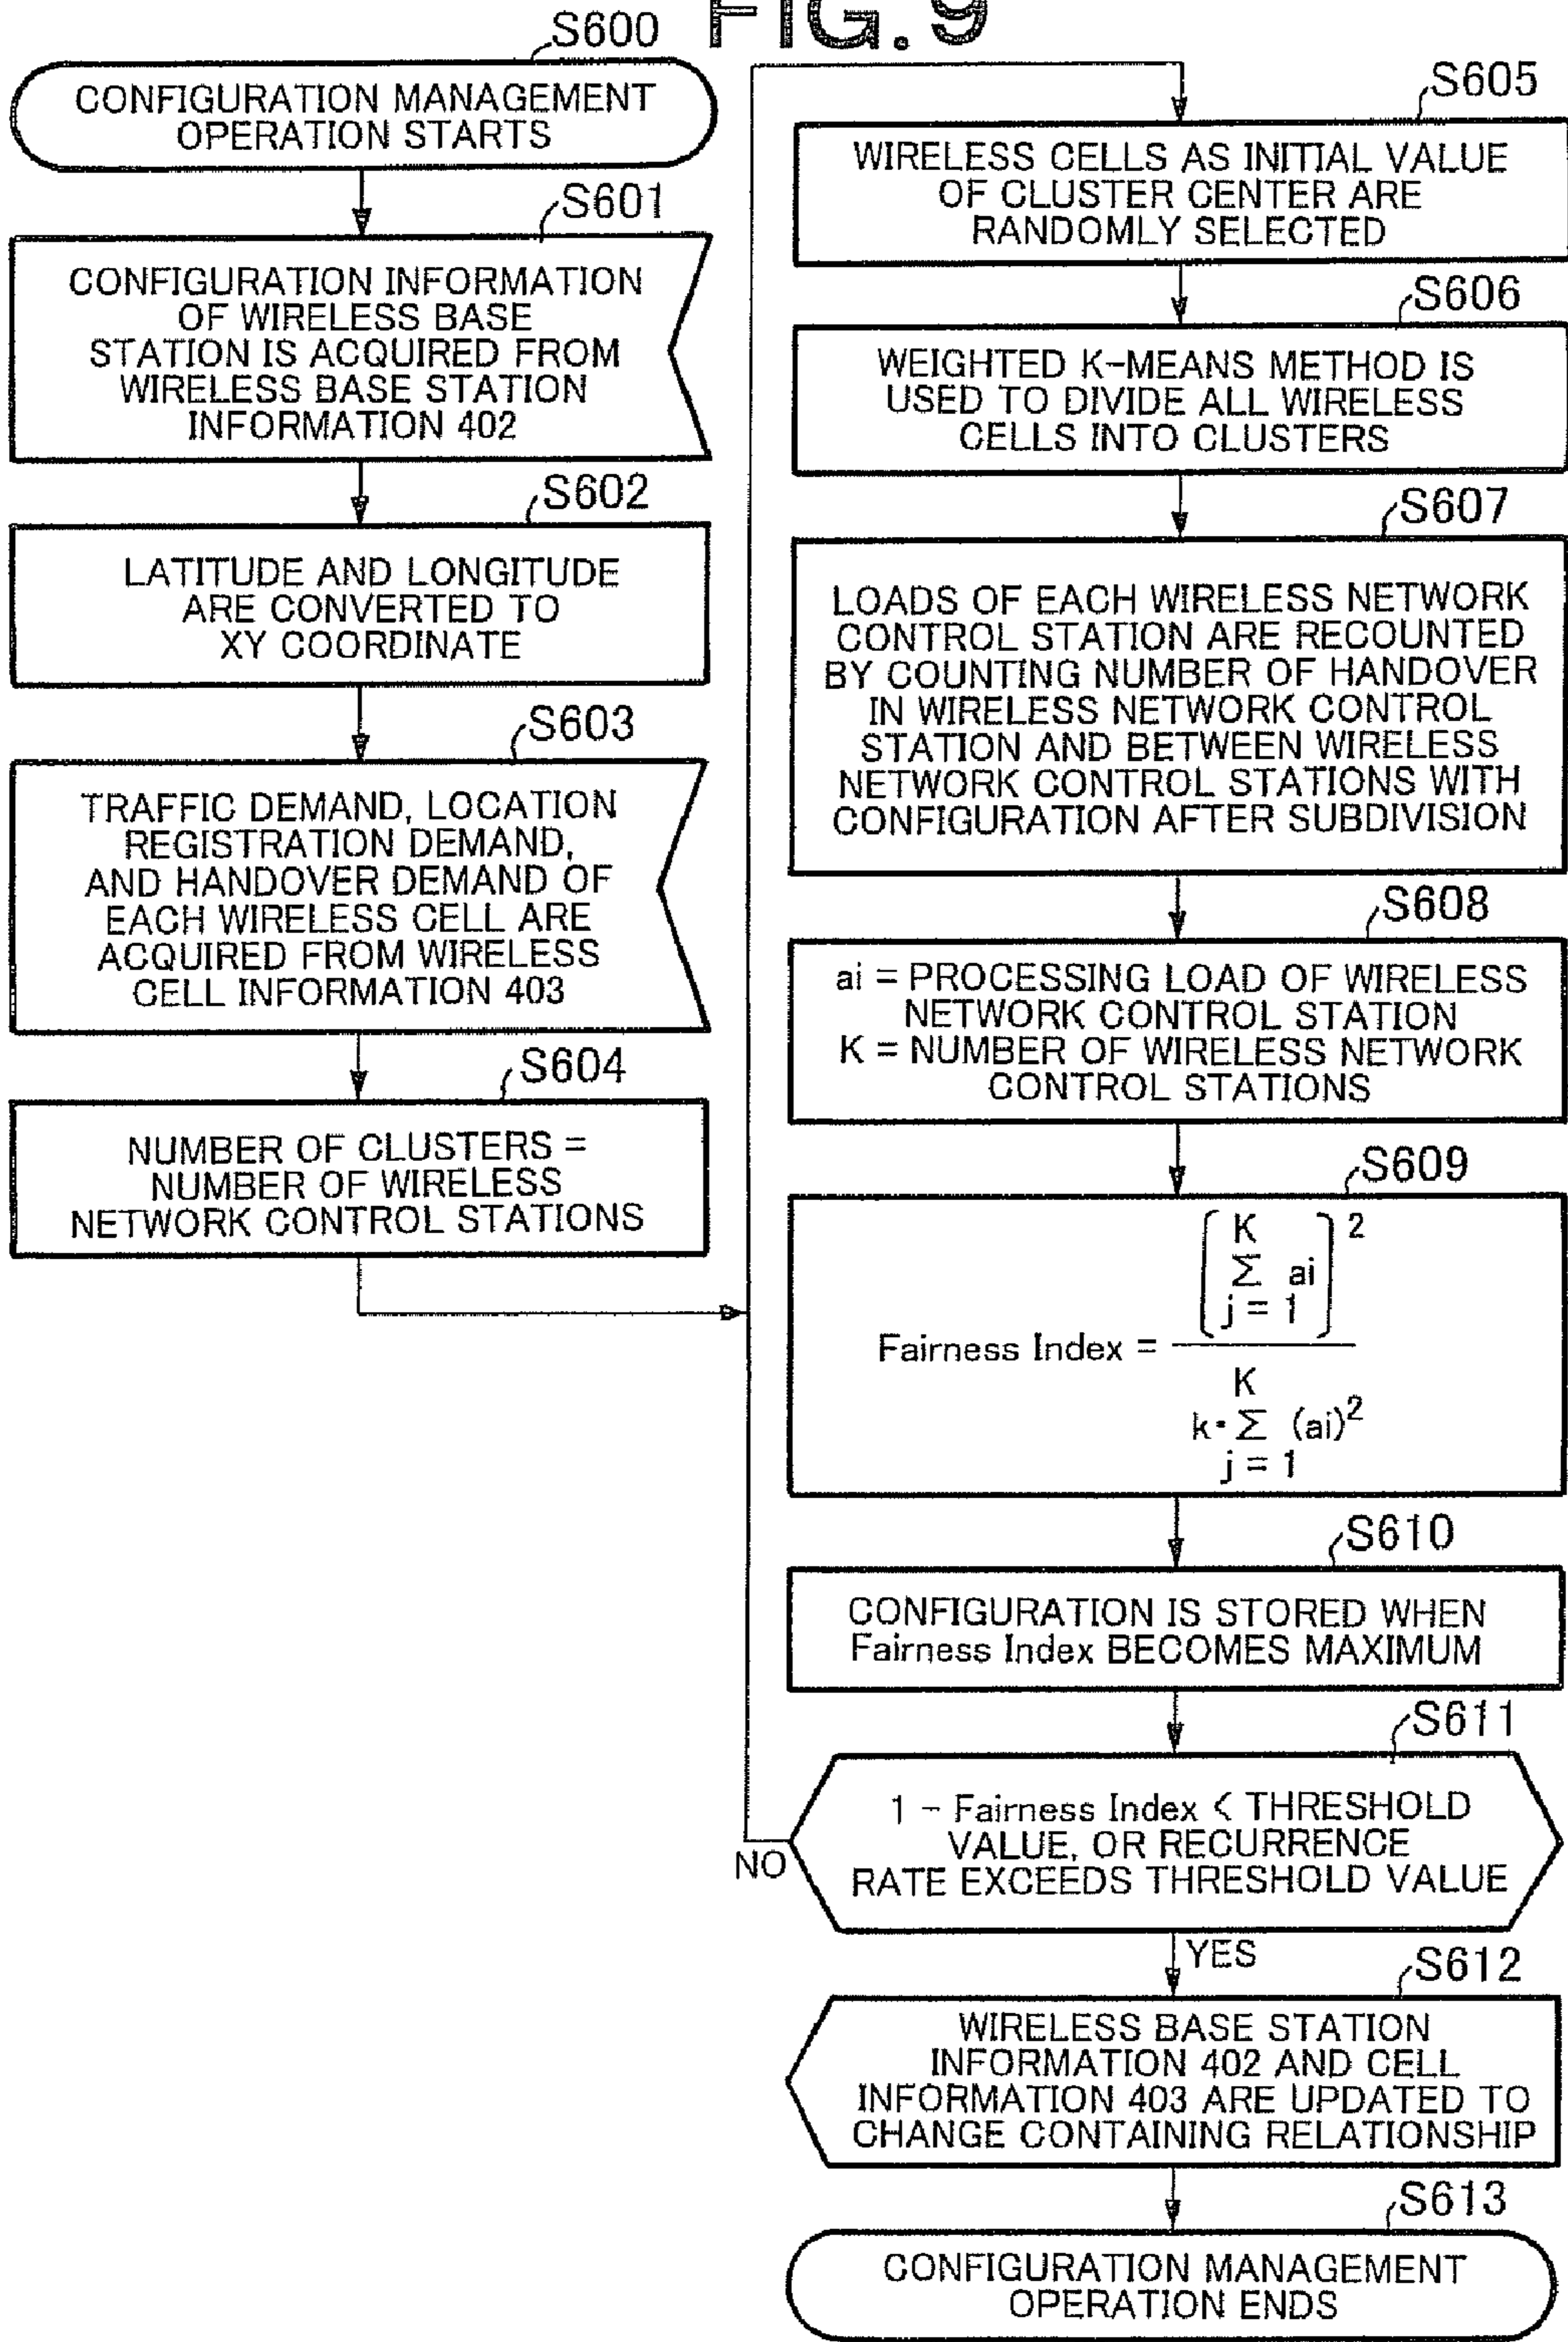 FIG. 9
S600
CONFIGURATION MANAGEMENT
OPERATION STARTS
S601
CONFIGURATION INFORMATION
OF WIRELESS BASE
STATION IS ACQUIRED FROM
WIRELESS BASE STATION
INFORMATION 402
S602
LATITUDE AND LONGITUDE
ARE CONVERTED TO
XY COORDINATE
S603
TRAFFIC DEMAND, LOCATION
REGISTRATION DEMAND,
AND HANDOVER DEMAND OF
EACH WIRELESS CELL ARE
ACQUIRED FROM WIRELESS
CELL INFORMATION 403
S604
NUMBER OF CLUSTERS =
NUMBER OF WIRELESS
NETWORK CONTROL STATIONS
S605
WIRELESS CELLS AS INITIAL VALUE
OF CLUSTER CENTER ARE
RANDOMLY SELECTED
S606
WEIGHTED K-MEANS METHOD IS
USED TO DIVIDE ALL WIRELESS
CELLS INTO CLUSTERS
S607
LOADS OF EACH WIRELESS NETWORK
CONTROL STATION ARE RECOUNTED
BY COUNTING NUMBER OF HANDOVER
IN WIRELESS NETWORK CONTROL
STATION AND BETWEEN WIRELESS
NETWORK CONTROL STATIONS WITH
CONFIGURATION AFTER SUBDIVISION
S608
ai = PROCESSING LOAD OF WIRELESS
NETWORK CONTROL STATION
K = NUMBER OF WIRELESS NETWORK
CONTROL STATIONS
S609
K
( Σ ai )²
j = 1
Fairness Index =
K
k・Σ (ai)²
j = 1
S610
CONFIGURATION IS STORED WHEN
Fairness Index BECOMES MAXIMUM
S611
1 - Fairness Index < THRESHOLD
VALUE, OR RECURRENCE
RATE EXCEEDS THRESHOLD VALUE
NO
YES
S612
WIRELESS BASE STATION
INFORMATION 402 AND CELL
INFORMATION 403 ARE UPDATED TO
CHANGE CONTAINING RELATIONSHIP
S613
CONFIGURATION MANAGEMENT
OPERATION ENDS